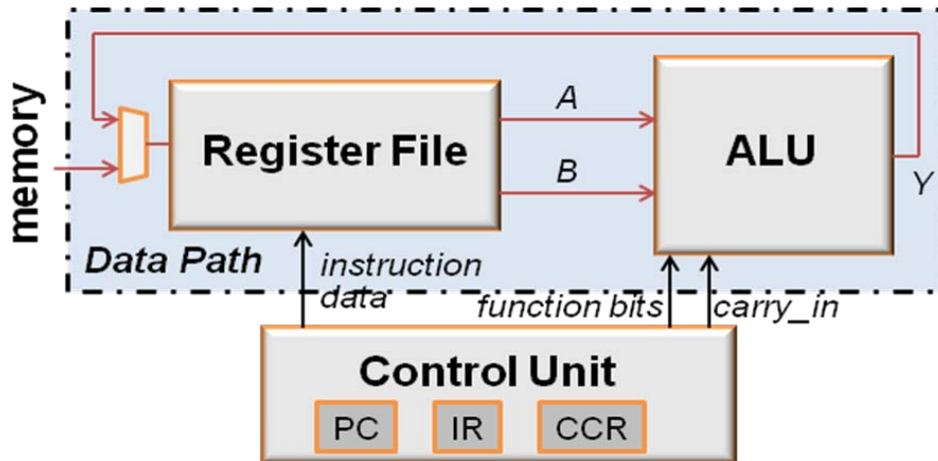 memory
Register File
A
B
ALU
Y
Data Path
instruction
data
function bits
carry_in
Control Unit
PC
IR
CCR